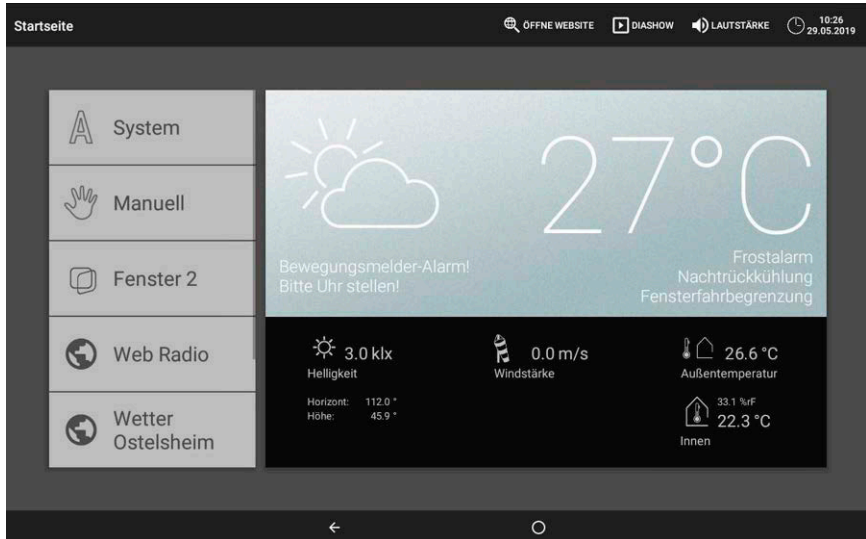 Startseite
ÖFFNE WEBSITE
DIASHOW
LAUTSTÄRKE
10:26
29.05.2019
System
Manuell
Fenster 2
Web Radio
Wetter
Ostelsheim
27°C
Bewegungsmelder-Alarm!
Bitte Uhr stellen!
Frostalarm
Nachtrückkühlung
Fensterfahrbegrenzung
3.0 klx
Helligkeit
Horizont: 112.0 °
Höhe: 45.9 °
0.0 m/s
Windstärke
26.6 °C
Außentemperatur
33.1 %rF
22.3 °C
Innen